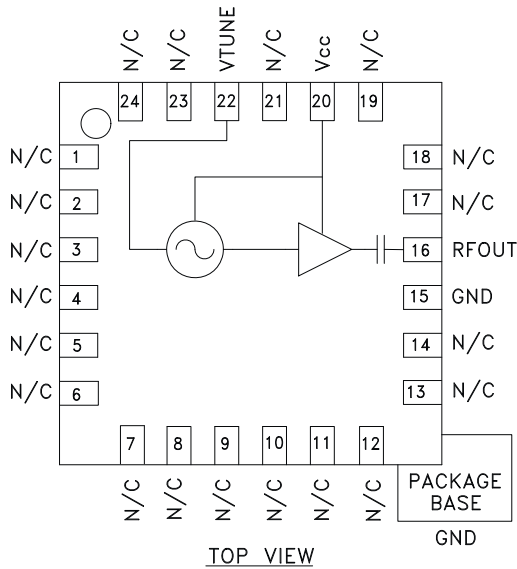 N/C
N/C
VTUNE
N/C
Vcc
N/C
24
23
22
21
20
19
N/C 1
18 N/C
N/C 2
17 N/C
N/C 3
16 RFOUT
N/C 4
15 GND
N/C 5
14 N/C
N/C 6
13 N/C
7
8
9
10
11
12
N/C
N/C
N/C
N/C
N/C
N/C
PACKAGE
BASE
GND
TOP VIEW